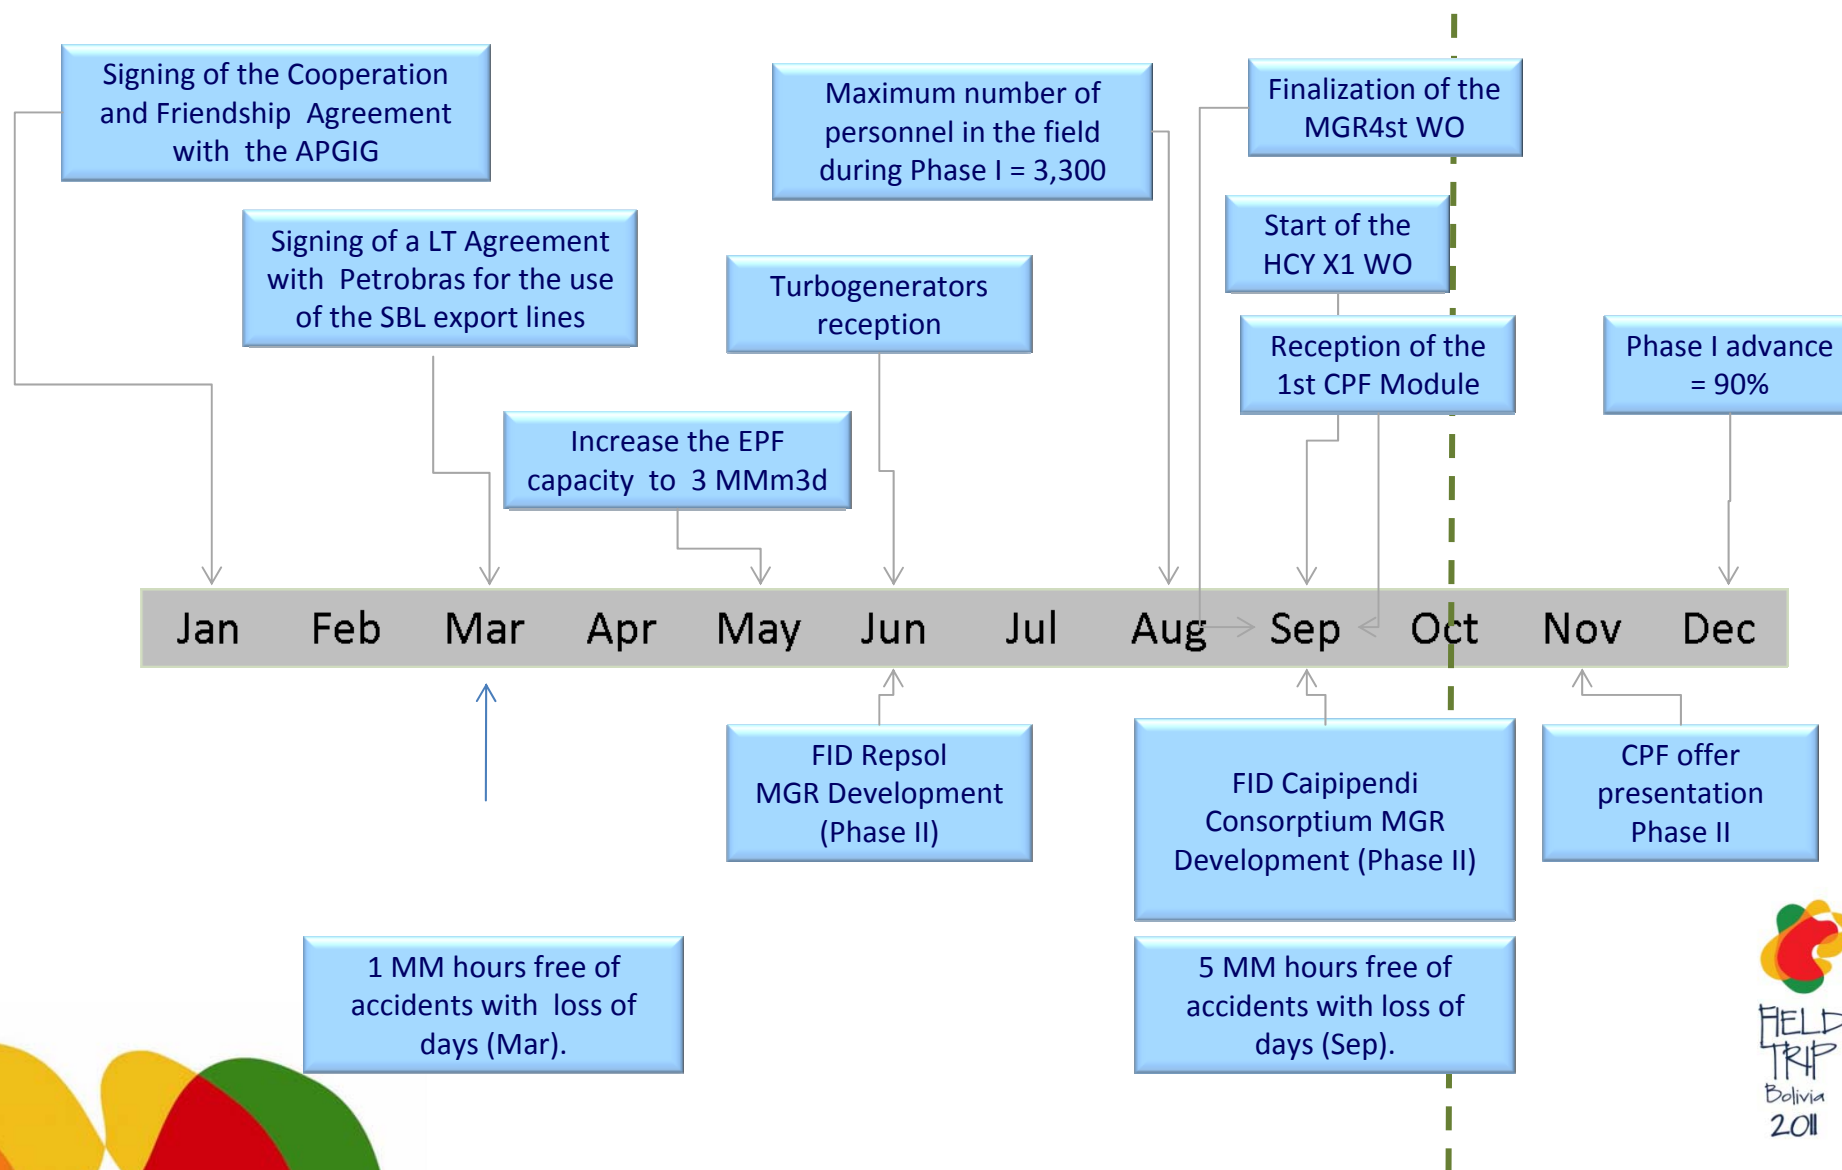 Signing of the Cooperation
and Friendship Agreement
with the APGIG
Maximum number of
personnel in the field
during Phase I = 3,300
Finalization of the
MGR4st WO
Signing of a LT Agreement
with Petrobras for the use
of the SBL export lines
Turbogenerators
reception
Start of the
HCY X1 WO
Reception of the
1st CPF Module
Phase I advance
= 90%
Increase the EPF
capacity to 3 MMm3d
Jan Feb Mar Apr May Jun Jul Aug Sep Oct Nov Dec
FID Repsol
MGR Development
(Phase II)
FID Caipipendi
Consorptium MGR
Development (Phase II)
CPF offer
presentation
Phase II
1 MM hours free of
accidents with loss of
days (Mar).
5 MM hours free of
accidents with loss of
days (Sep).
FIELD
TRIP
Bolivia
2011